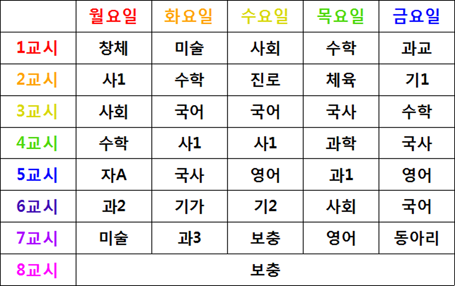 월요일 화요일 수요일 목요일 금요일
1교시 창체 미술 사회 수학 과교
2교시 사1 수학 진로 체육 기1
3교시 사회 국어 국어 국사 수학
4교시 수학 사1 사1 과학 국사
5교시 자A 국사 영어 과1 영어
6교시 과2 기가 기2 사회 국어
7교시 미술 과3 보충 영어 동아리
8교시 보충